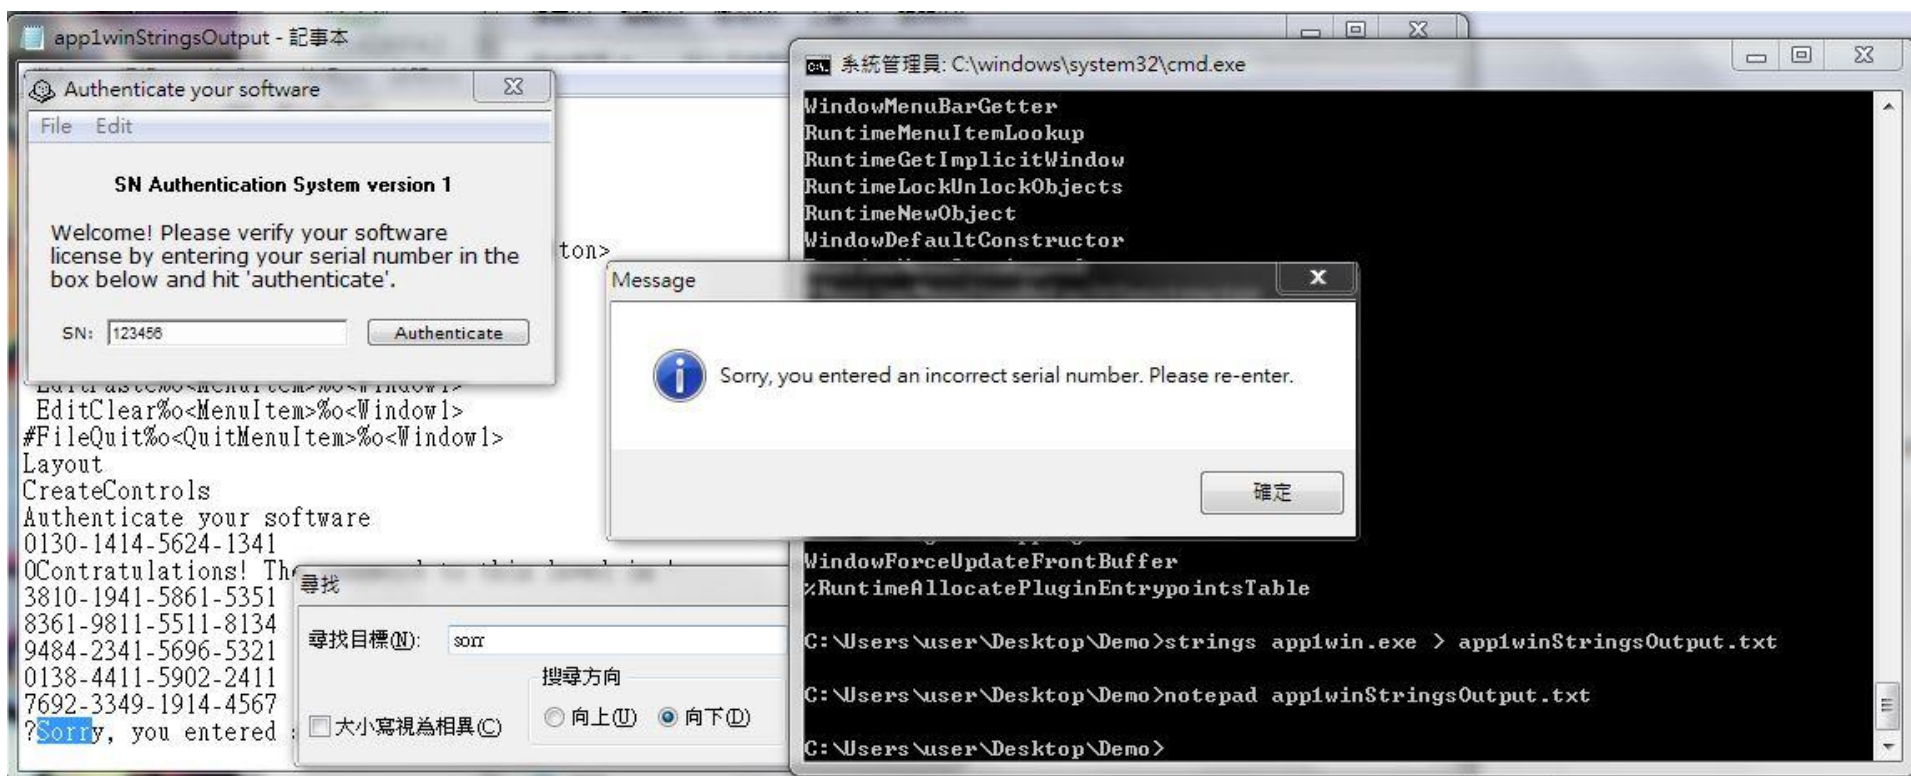 app1winStringsOutput - 記事本
Authenticate your software
File Edit
SN Authentication System version 1
Welcome! Please verify your software
license by entering your serial number in the
box below and hit 'authenticate'.
SN: 123456 Authenticate
ton>
EditPaste%o<MenuItem>%o<Window1>
EditClear%o<MenuItem>%o<Window1>
#FileQuit%o<QuitMenuItem>%o<Window1>
Layout
CreateControls
Authenticate your software
0130-1414-5624-1341
0Contratulations! The
3810-1941-5861-5351
8361-9811-5511-8134
9484-2341-5696-5321
0138-4411-5902-2411
7692-3349-1914-4567
?Sorry, you entered
尋找
尋找目標(N): sorr
搜尋方向
大小寫視為相異(C) 向上(U) 向下(D)
Message
Sorry, you entered an incorrect serial number. Please re-enter.
確定
系統管理員: C:\windows\system32\cmd.exe
WindowMenuBarGetter
RuntimeMenuItemLookup
RuntimeGetImplicitWindow
RuntimeLockUnlockObjects
RuntimeNewObject
WindowDefaultConstructor
WindowForceUpdateFrontBuffer
%RuntimeAllocatePluginEntrypointsTable
C:\Users\user\Desktop\Demo>strings app1win.exe > app1winStringsOutput.txt
C:\Users\user\Desktop\Demo>notepad app1winStringsOutput.txt
C:\Users\user\Desktop\Demo>